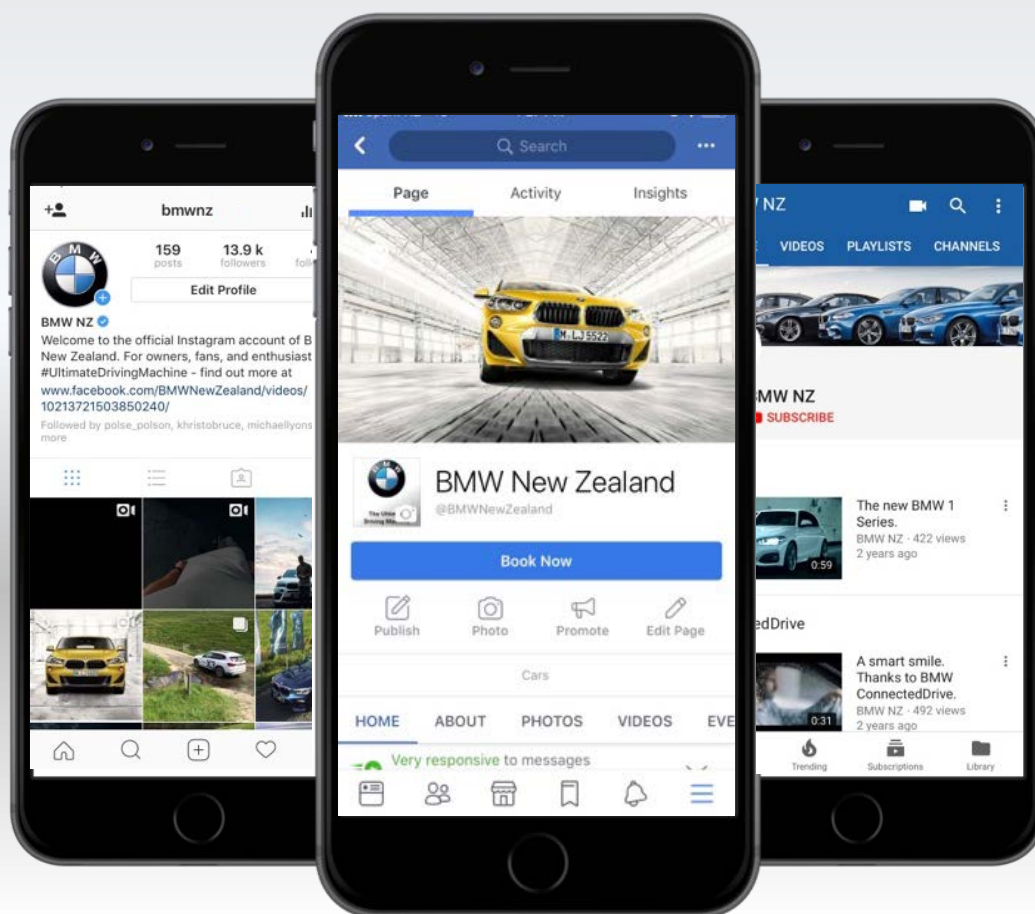 bmwnz
159
posts
13.9 k
followers
Edit Profile
BMW NZ
Welcome to the official Instagram account of B
New Zealand. For owners, fans, and enthusiast
#UltimateDrivingMachine - find out more at
www.facebook.com/BMWNewZealand/videos/
10213721503850240/
Followed by polse_polson, khristobruce, michaellyons
more
Search
Page Activity Insights
M LJ 5522
BMW New Zealand
@BMWNewZealand
Book Now
Publish Photo Promote Edit Page
Cars
HOME ABOUT PHOTOS VIDEOS EVE
Very responsive to messages
NZ
VIDEOS PLAYLISTS CHANNELS
BMW NZ
SUBSCRIBE
The new BMW 1
Series.
BMW NZ · 422 views
2 years ago
0:59
edDrive
A smart smile.
Thanks to BMW
ConnectedDrive.
BMW NZ · 492 views
2 years ago
0:31
Trending Subscriptions Library